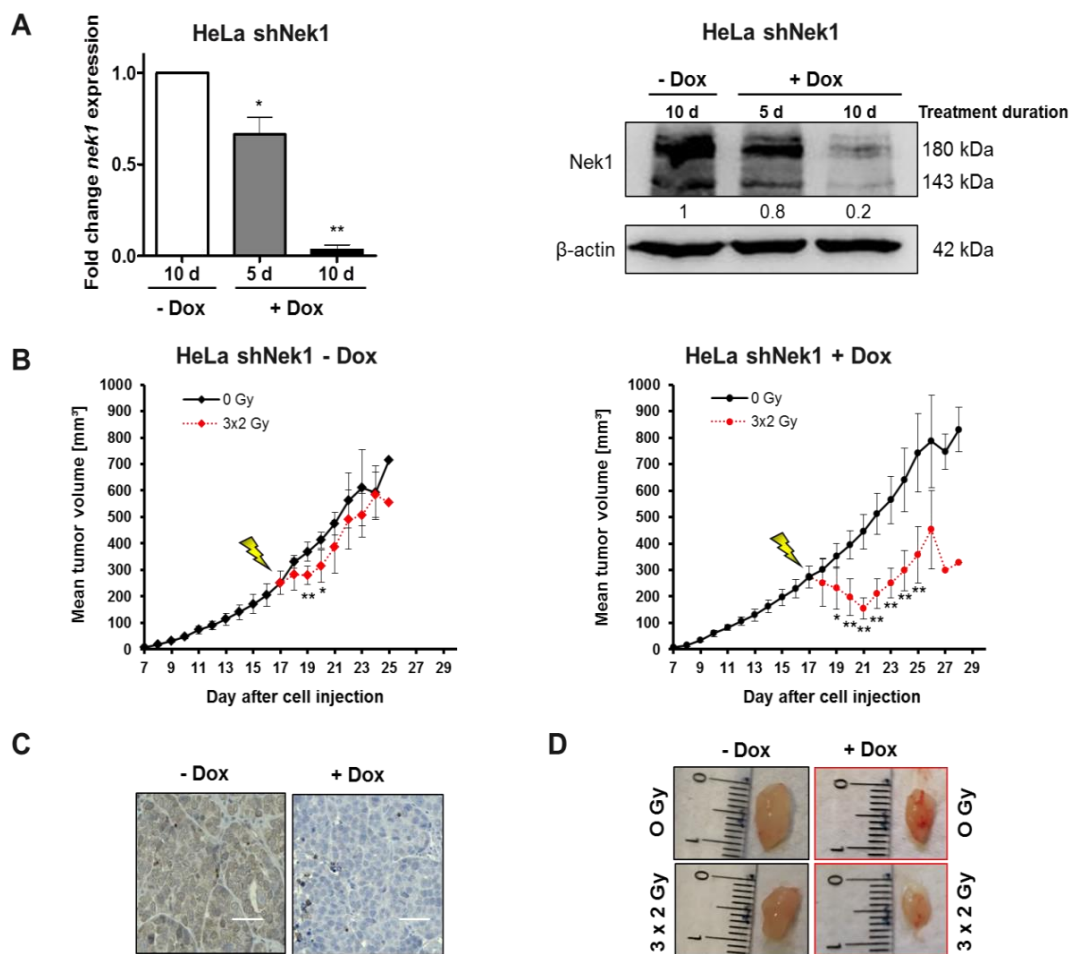 A
HeLa shNek1
Fold change nek1 expression
1.0
0.5
0.0
*
**
10 d 5 d 10 d
- Dox + Dox
HeLa shNek1
- Dox + Dox
10 d 5 d 10 d Treatment duration
Nek1
180 kDa
143 kDa
1 0.8 0.2
β-actin 42 kDa
B
HeLa shNek1 - Dox
Mean tumor volume [mm³]
1000
900
800
700
600
500
400
300
200
100
0
0 Gy
3x2 Gy
** *
7 9 11 13 15 17 19 21 23 25 27 29
Day after cell injection
HeLa shNek1 + Dox
Mean tumor volume [mm³]
1000
900
800
700
600
500
400
300
200
100
0
0 Gy
3x2 Gy
* ** ** ** ** ** **
7 9 11 13 15 17 19 21 23 25 27 29
Day after cell injection
C
- Dox + Dox
D
- Dox + Dox
O Gy 0 1 0 1 O Gy
3 x 2 Gy 0 1 0 1 3 x 2 Gy